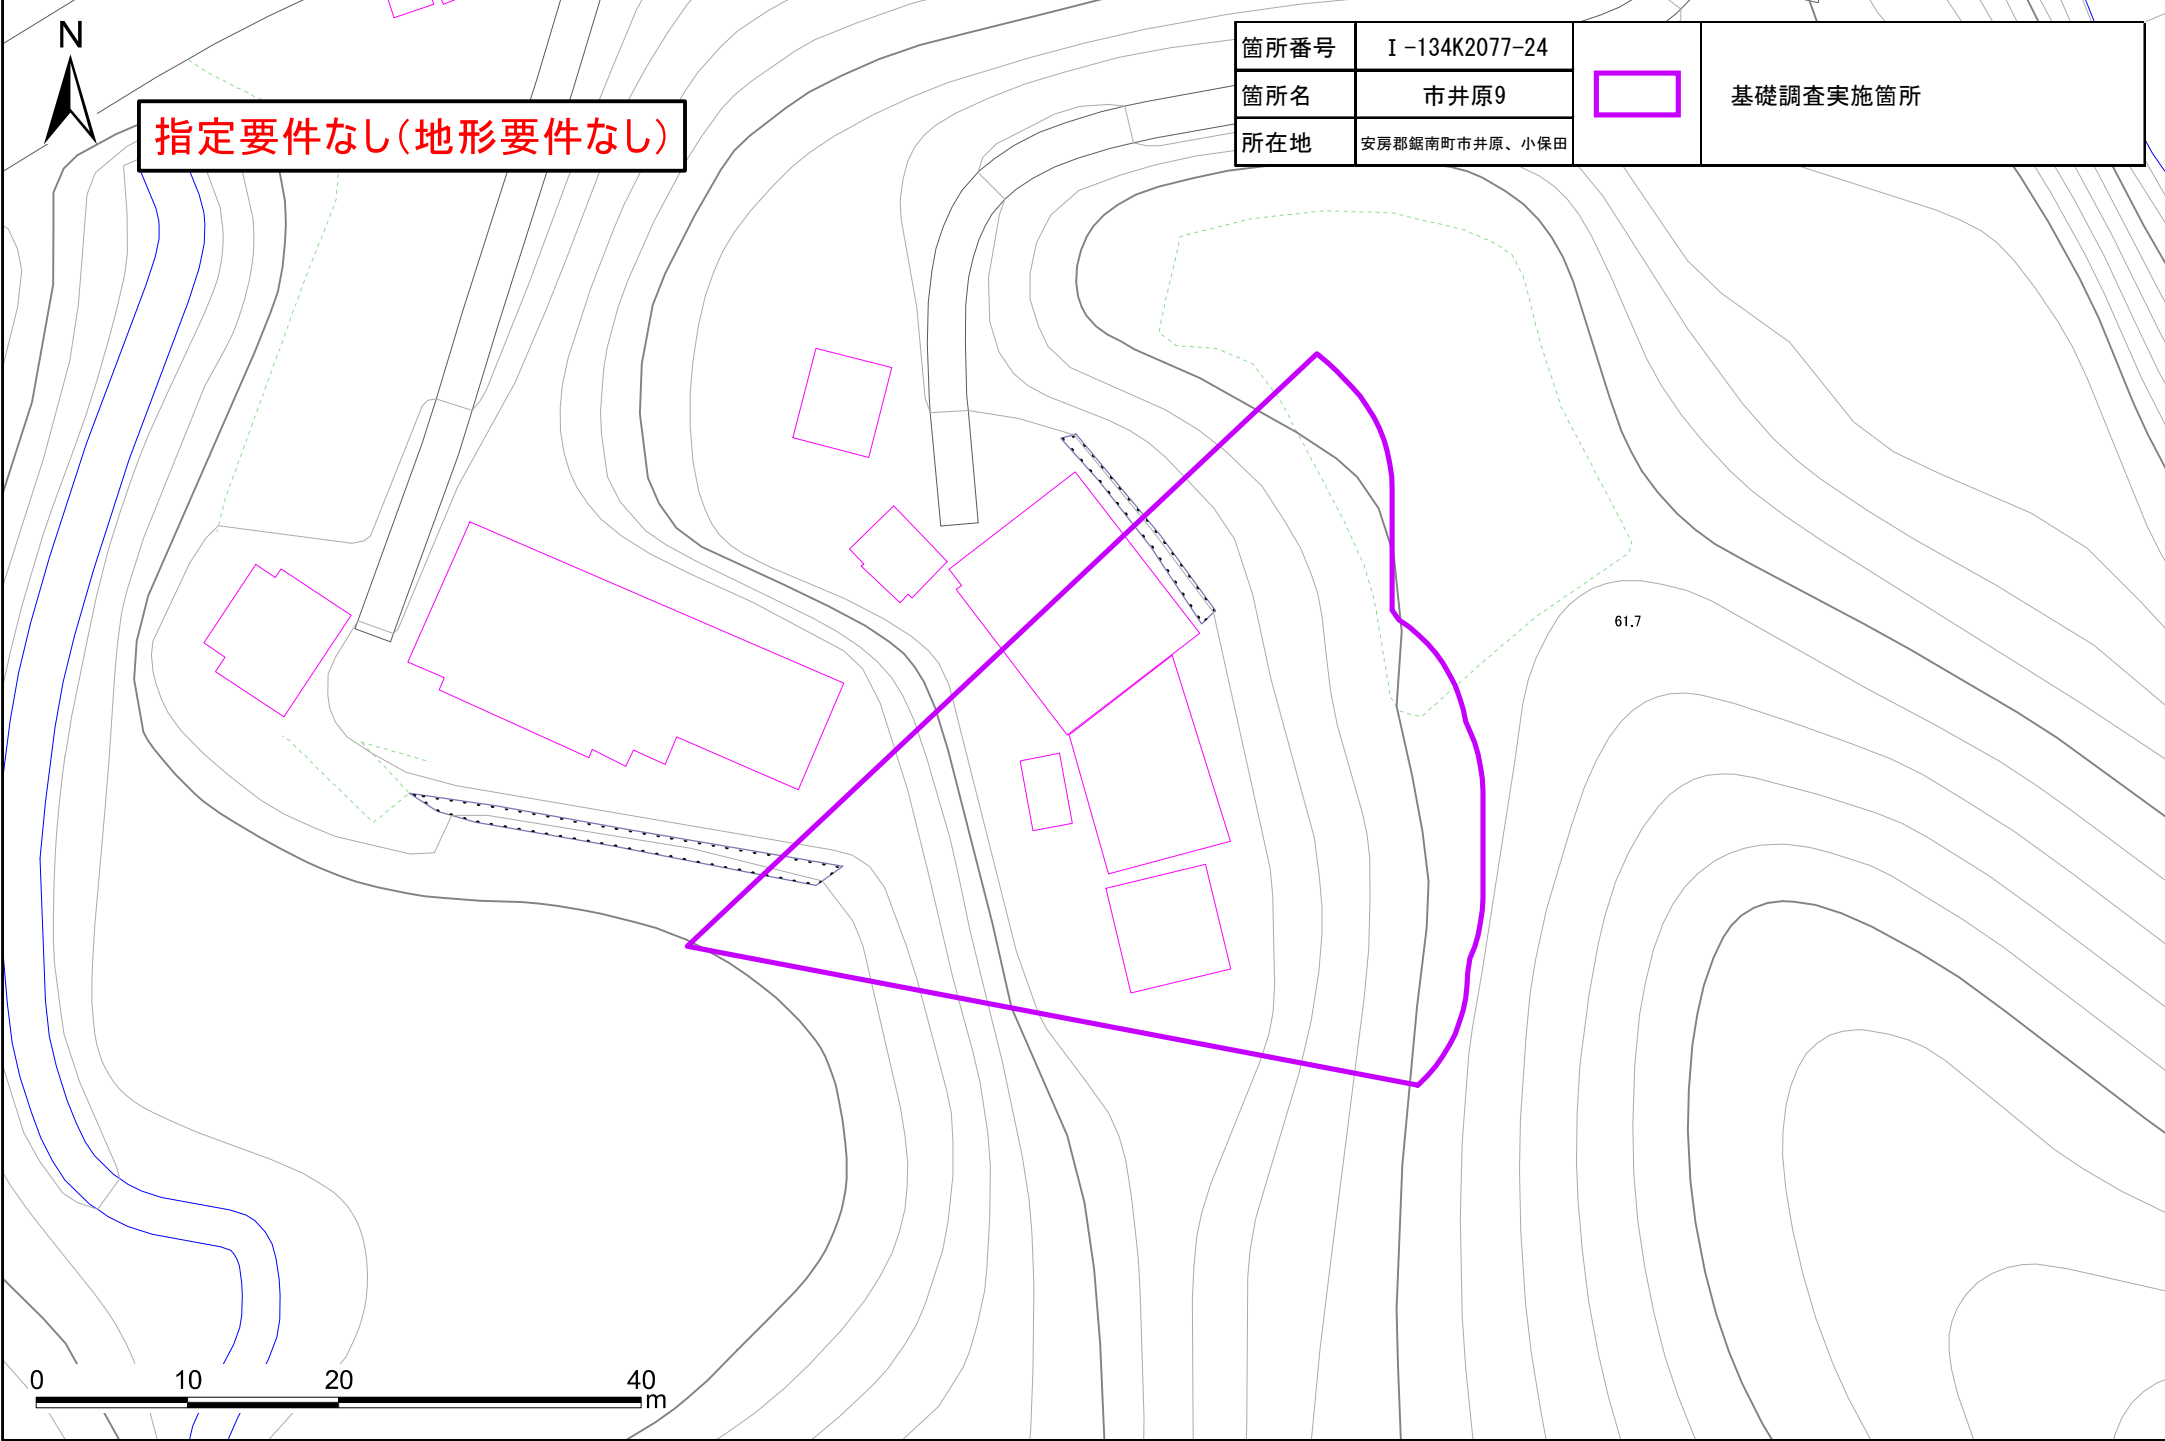 N
指定要件なし(地形要件なし)
箇所番号 Ⅰ-134K2077-24
箇所名 市井原9
所在地 安房郡鋸南町市井原、小保田
基礎調査実施箇所
61.7
0 10 20 40
m